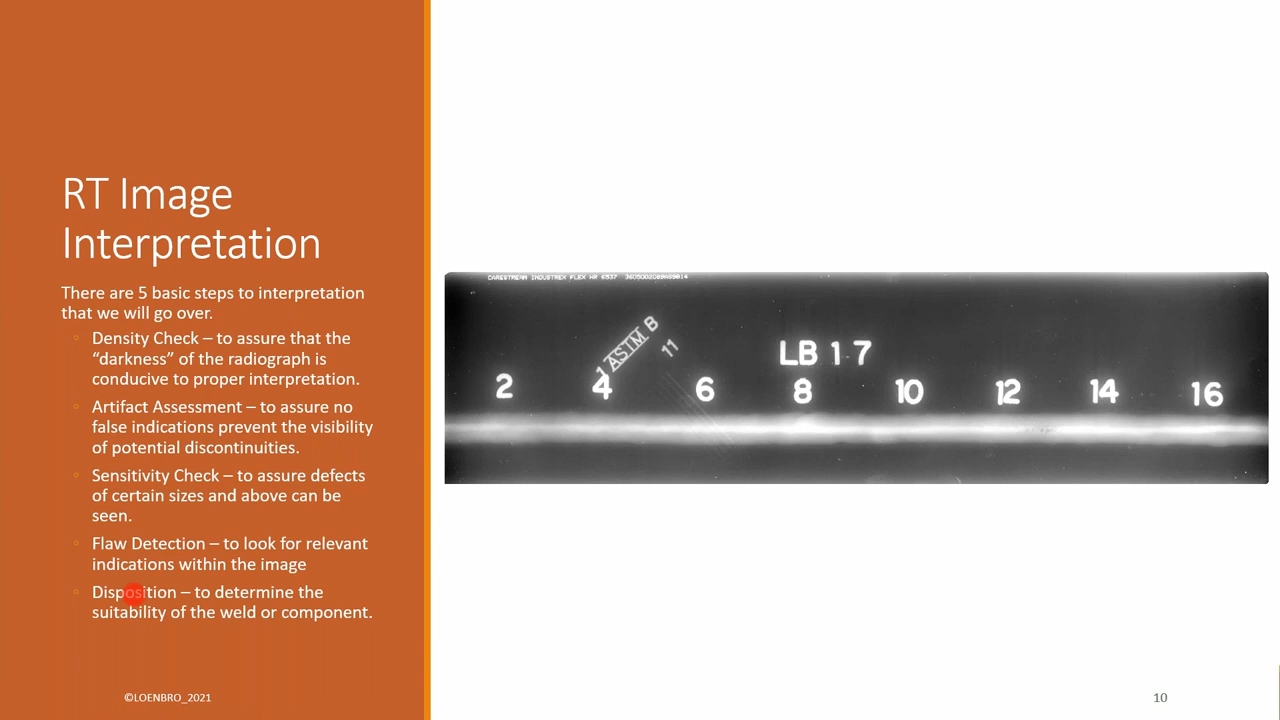 RT Image
Interpretation
There are 5 basic steps to interpretation
that we will go over.
Density Check – to assure that the
“darkness” of the radiograph is
conducive to proper interpretation.
Artifact Assessment – to assure no
false indications prevent the visibility
of potential discontinuities.
Sensitivity Check – to assure defects
of certain sizes and above can be
seen.
Flaw Detection – to look for relevant
indications within the image
Disposition – to determine the
suitability of the weld or component.
©LOENBRO_2021
CARESTREAM INDUSTREX FLEX HR
1 ASTM B
11
LB 17
2 4 6 8 10 12 14 16
10